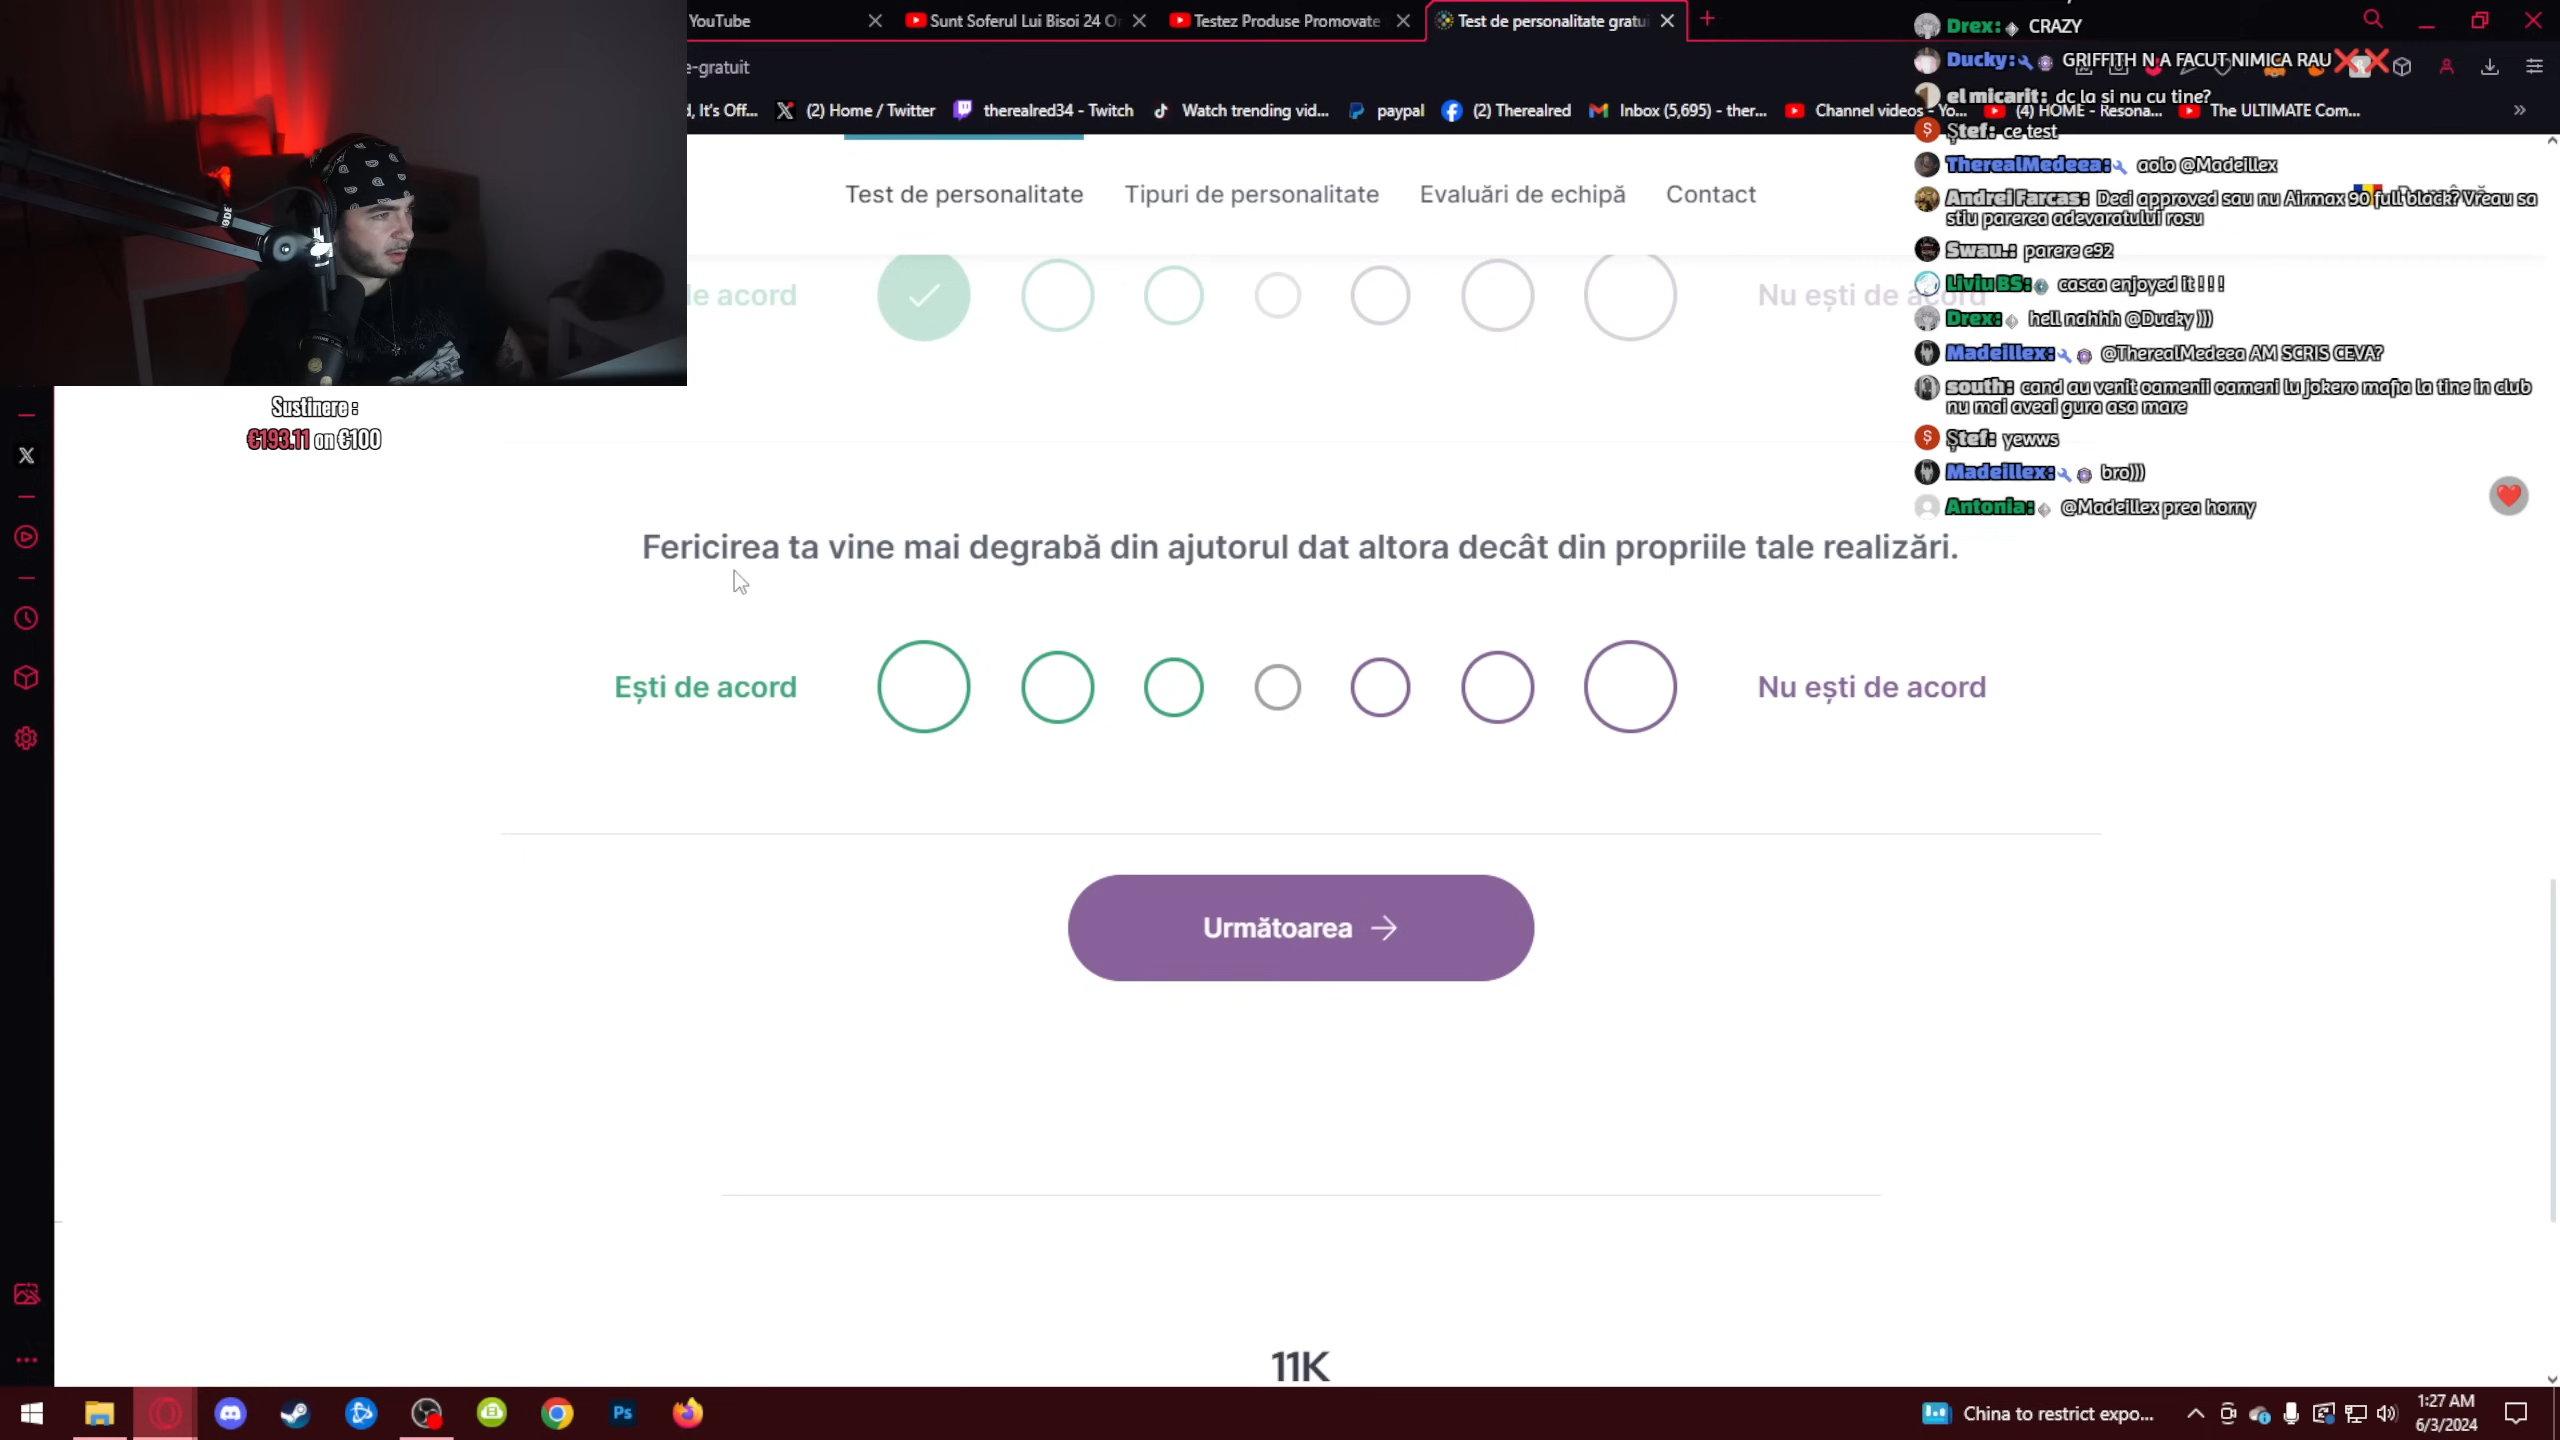 YouTube
Sunt Soferul Lui Bisoi 24 O
Testez Produse Promovate
Test de personalitate gratu
e-gratuit
d, It's Off...
(2) Home / Twitter
therealred34 - Twitch
Watch trending vid...
paypal
(2) Therealred
Inbox (5,695) - ther...
Channel videos - Yo...
(4) HOME - Resona...
The ULTIMATE Com...
Test de personalitate
Tipuri de personalitate
Evaluări de echipă
Contact
Drex: CRAZY
Ducky: GRIFFITH N A FACUT NIMICA RAU ❌❌
el micarit: dc la si nu cu tine?
Ștef: ce test
TherealMedeea: aolo @Madeillex
Andrei Farcas: Deci approved sau nu Airmax 90 full black? Vreau sa
stiu parerea adevaratului rosu
Swau.: parere e92
Liviu BS: casca enjoyed it ! ! !
Drex: hell nahhh @Ducky )))
Madeillex: @TherealMedeea AM SCRIS CEVA?
south: cand au venit oamenii oameni lu jokero mafia la tine in club
nu mai aveai gura asa mare
Ștef: yewws
Madeillex: bro)))
Antonia: @Madeillex prea horny
Sustinere :
€193.11 on €100
de acord
Nu ești de acord
Fericirea ta vine mai degrabă din ajutorul dat altora decât din propriile tale realizări.
Ești de acord
Nu ești de acord
Următoarea →
11K
Ps
China to restrict expo...
1:27 AM
6/3/2024